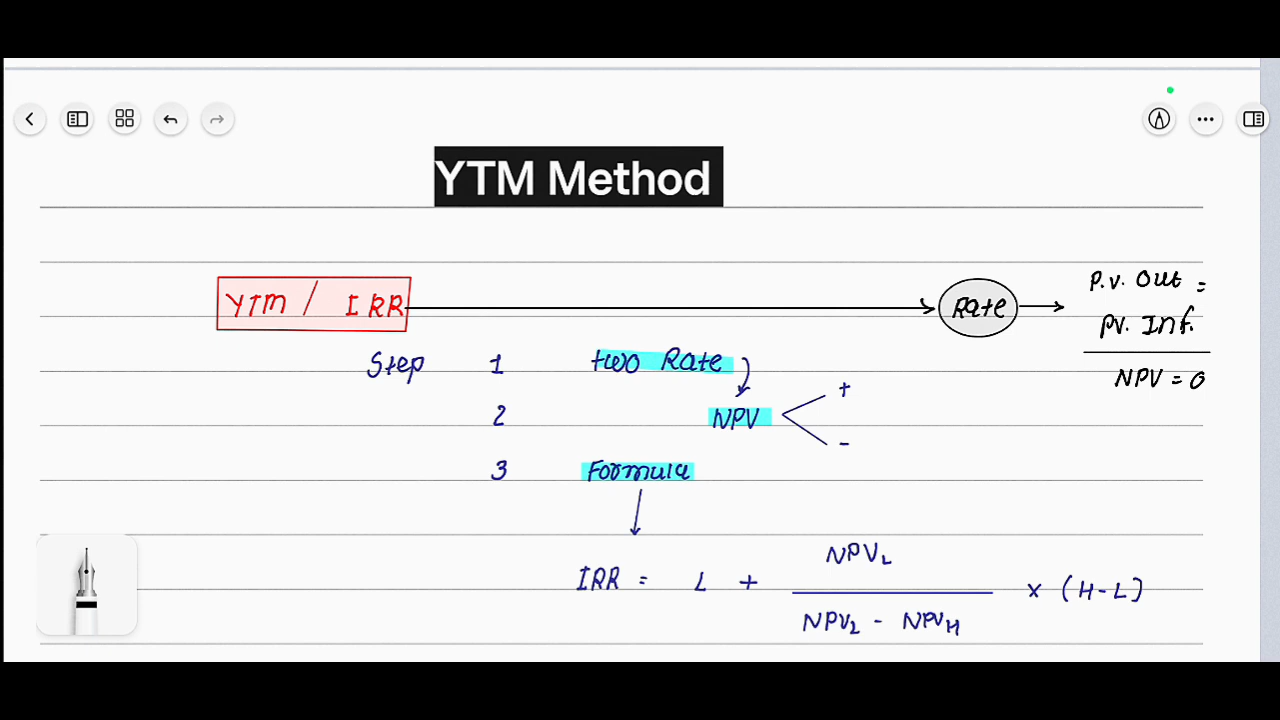 YTM Method
YTM / IRR Rate
P.V. Out =
PV. Inf.
NPV = 0
Step 1 two Rate
2 NPV + -
3 Formula
IRR = L + NPVL / NPVL - NPVH x (H-L)